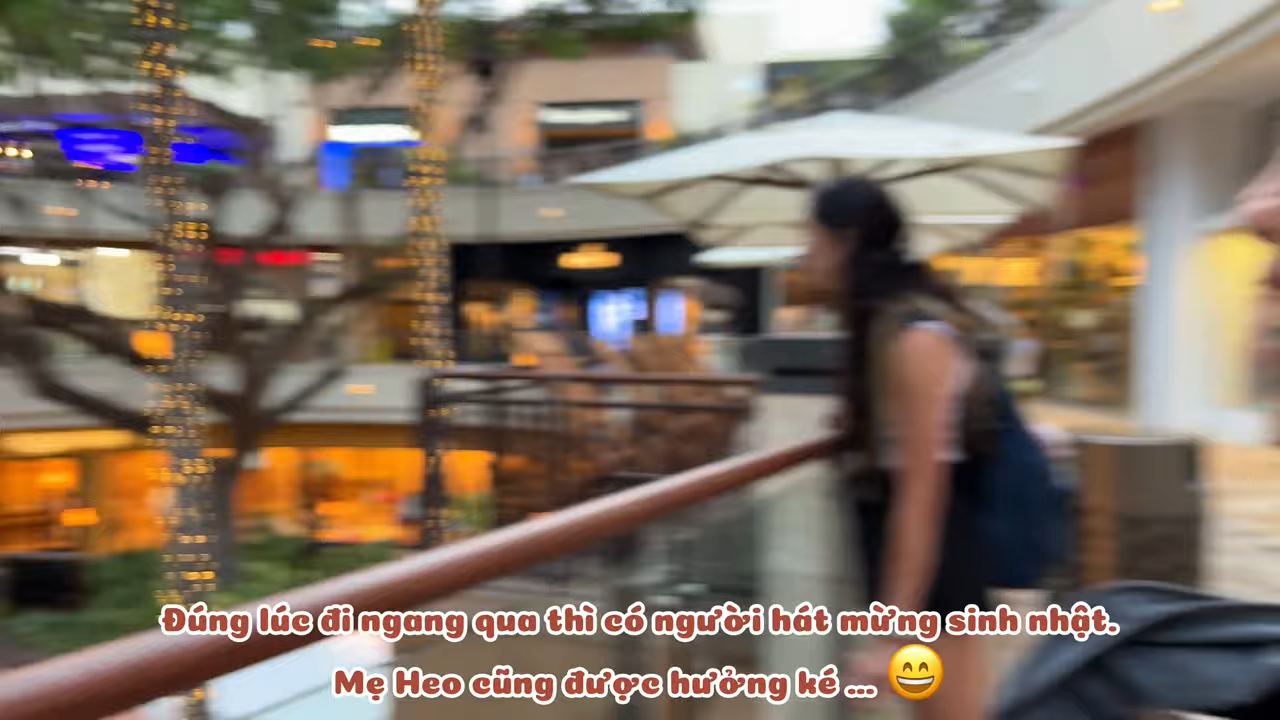 Đúng lúc đi ngang qua thì có người hát mừng sinh nhật.
Mẹ Heo cũng được hưởng ké ... 😄